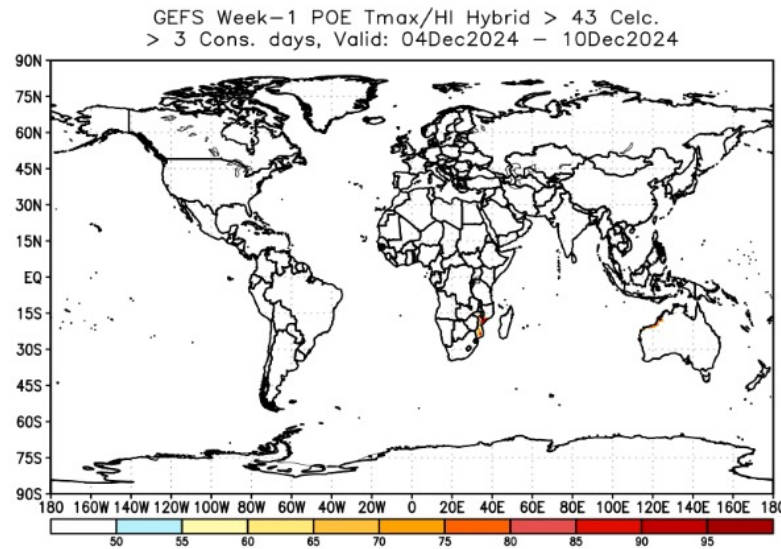 GEFS Week-1 POE Tmax/HI Hybrid > 43 Celc.
> 3 Cons. days, Valid: 04Dec2024 - 10Dec2024
90N
75N
60N
45N
30N
15N
EQ
15S
30S
45S
60S
75S
90S
180 160W 140W 120W 100W 80W 60W 40W 20W 0 20E 40E 60E 80E 100E 120E 140E 160E 180
50 55 60 65 70 75 80 85 90 95